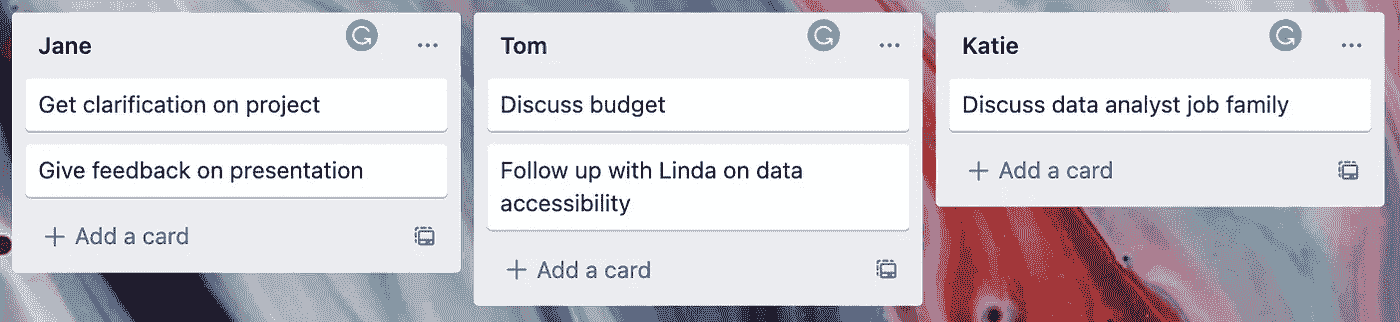 Jane
Get clarification on project
Give feedback on presentation
+ Add a card
Tom
Discuss budget
Follow up with Linda on data
accessibility
+ Add a card
Katie
Discuss data analyst job family
+ Add a card